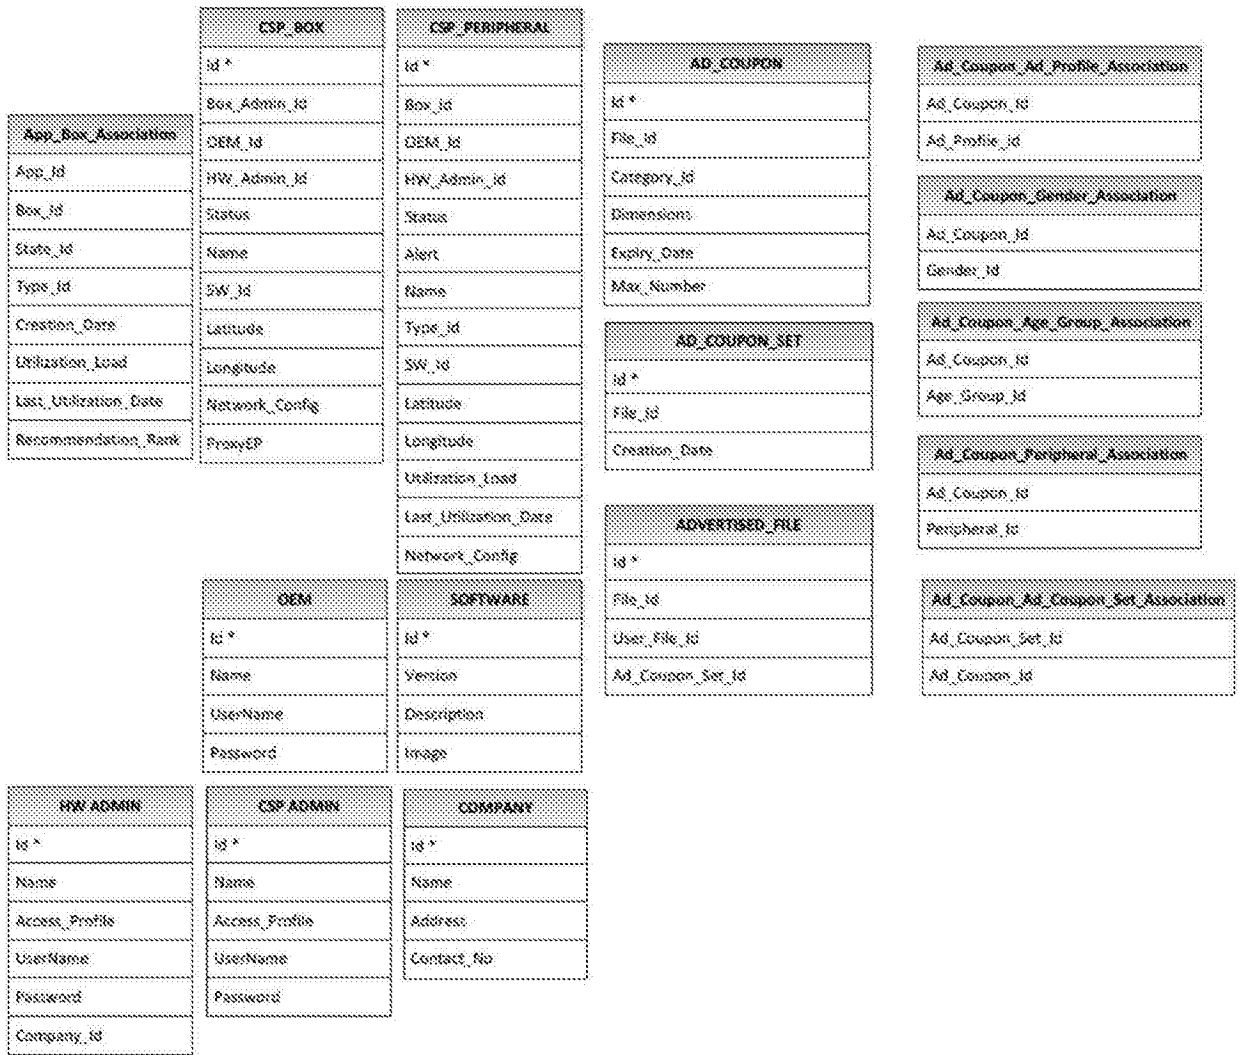 App_Box_Association
App_Id
Box_Id
State_Id
Type_Id
Creation_Date
Utilization_Load
Last_Utilization_Date
Recommendation_Rank
CSP_BOX
Id *
Box_Admin_Id
OEM_Id
HW_Admin_Id
Status
Name
SW_Id
Latitude
Longitude
Network_Config
ProxyEP
CSP_PERIPHERAL
Id *
Box_Id
OEM_Id
HW_Admin_Id
Status
Alert
Name
Type_Id
SW_Id
Latitude
Longitude
Utilization_Load
Last_Utilization_Date
Network_Config
OEM
Id *
Name
UserName
Password
SOFTWARE
Id *
Version
Description
Image
HW ADMIN
Id *
Name
Access_Profile
UserName
Password
Company_Id
CSP ADMIN
Id *
Name
Access_Profile
UserName
Password
COMPANY
Id *
Name
Address
Contact_No
AD_COUPON
Id *
File_Id
Category_Id
Dimensions
Expiry_Date
Max_Number
AD_COUPON_SET
Id *
File_Id
Creation_Date
ADVERTISED_FILE
Id *
File_Id
User_File_Id
Ad_Coupon_Set_Id
Ad_Coupon_Ad_Profile_Association
Ad_Coupon_Id
Ad_Profile_Id
Ad_Coupon_Gender_Association
Ad_Coupon_Id
Gender_Id
Ad_Coupon_Age_Group_Association
Ad_Coupon_Id
Age_Group_Id
Ad_Coupon_Peripheral_Association
Ad_Coupon_Id
Peripheral_Id
Ad_Coupon_Ad_Coupon_Set_Association
Ad_Coupon_Set_Id
Ad_Coupon_Id